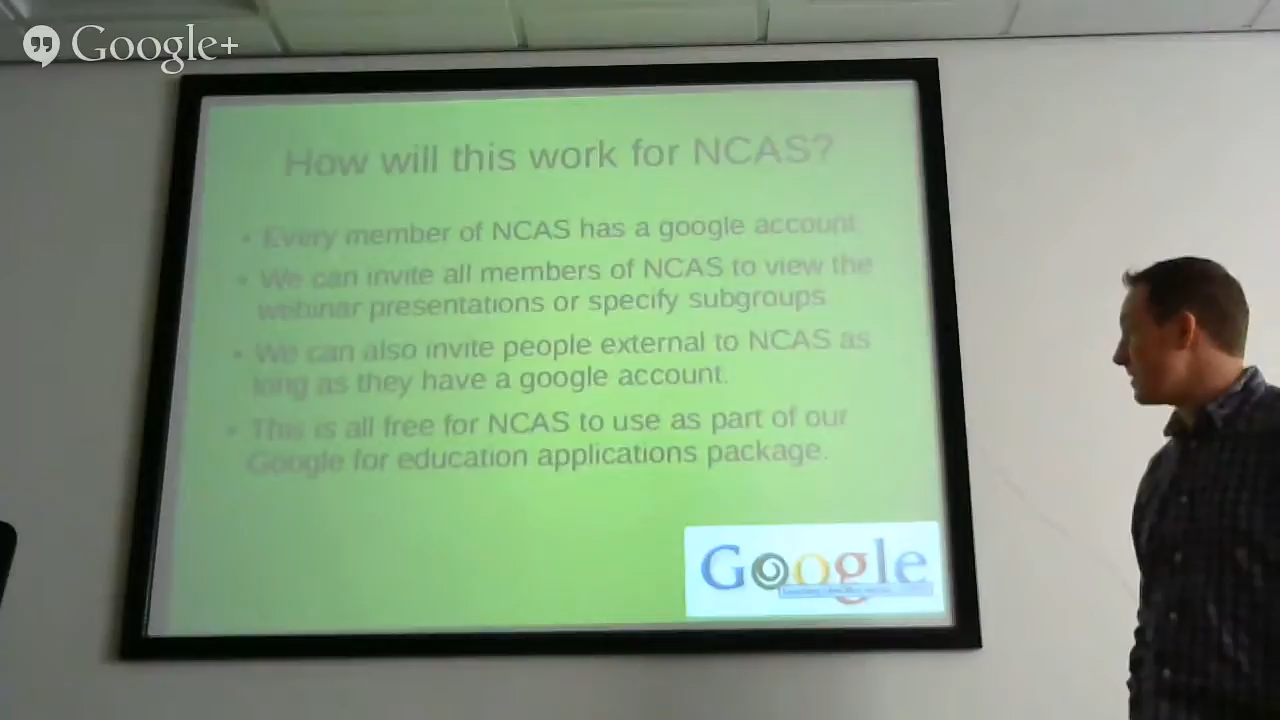 Google+
How will this work for NCAS?
• Every member of NCAS has a google account.
• We can invite all members of NCAS to view the
webinar presentations or specify subgroups.
• We can also invite people external to NCAS as
long as they have a google account.
• This is all free for NCAS to use as part of our
Google for education applications package.
Google